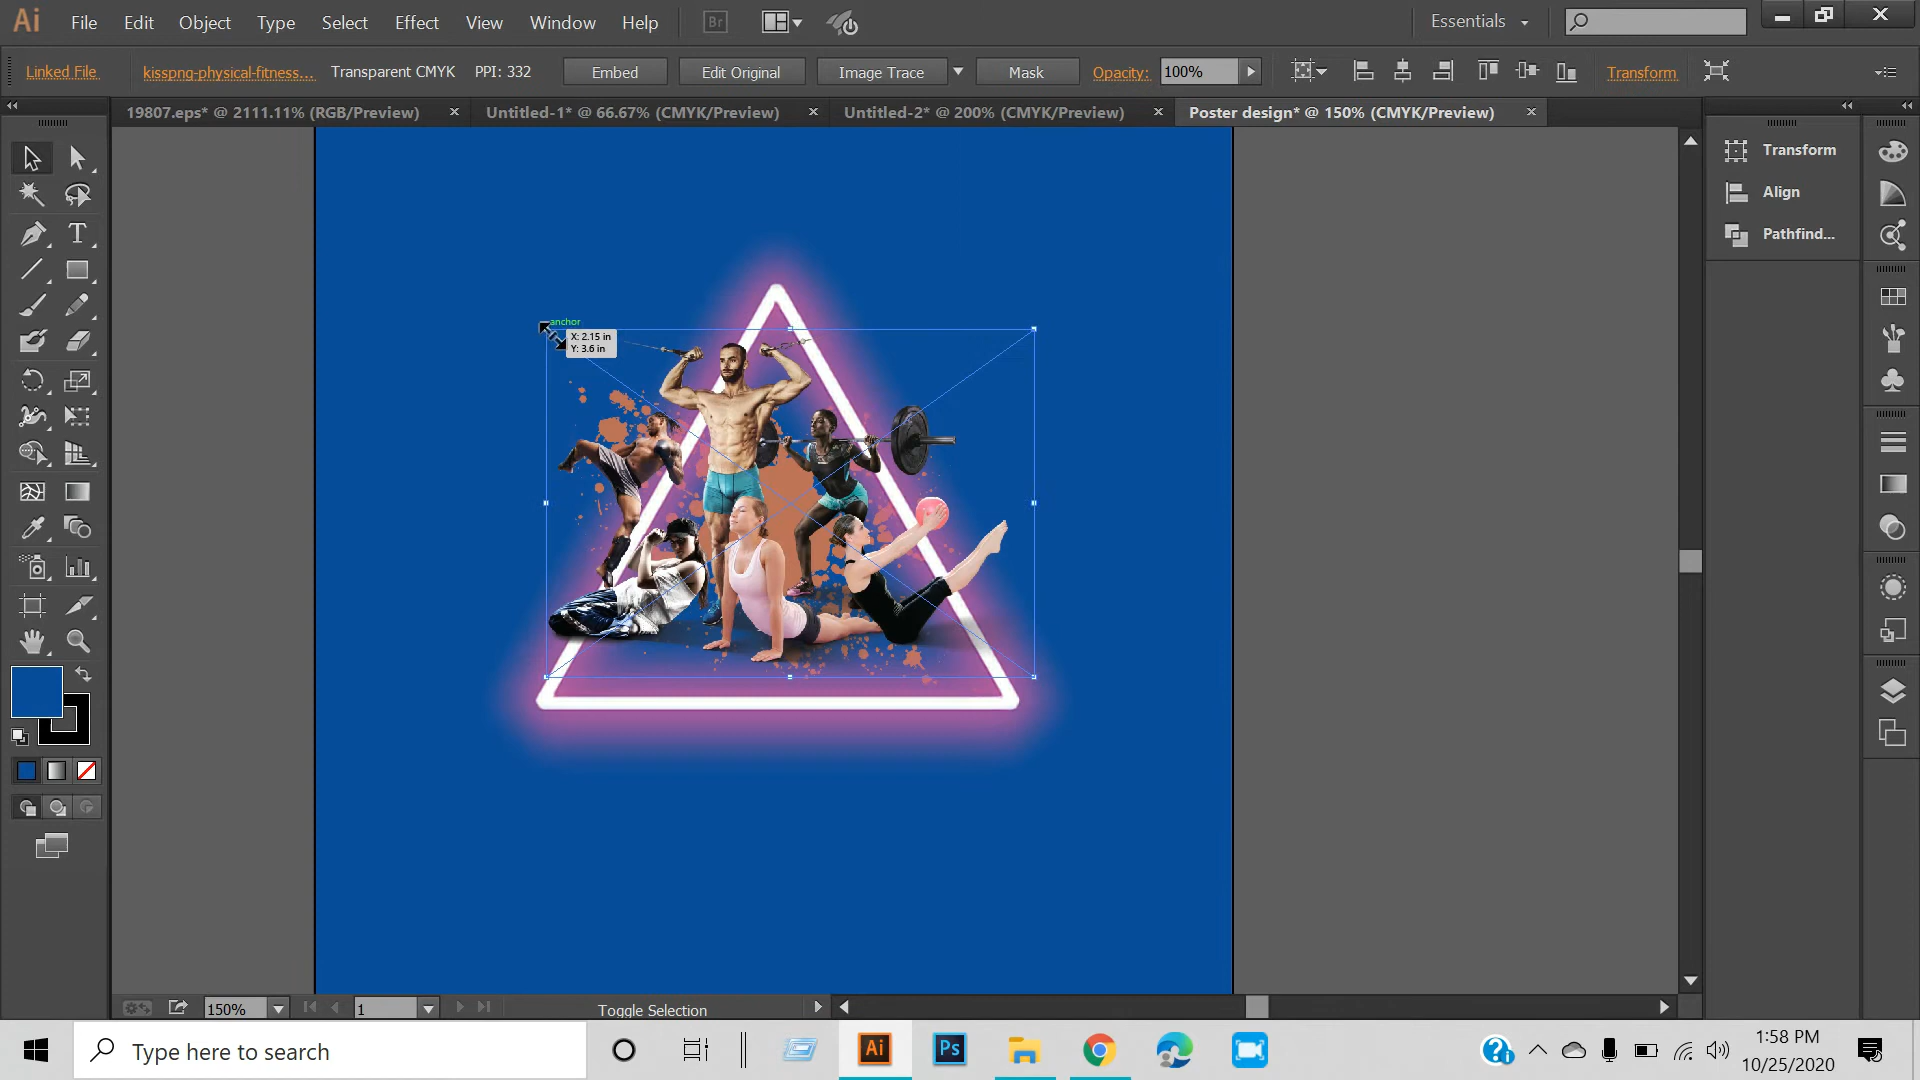 Ai File Edit Object Type Select Effect View Window Help Br Essentials
Linked File kisspng-physical-fitness... Transparent CMYK PPI: 332 Embed Edit Original Image Trace Mask Opacity: 100% Transform
19807.eps* @ 2111.11% (RGB/Preview) Untitled-1* @ 66.67% (CMYK/Preview) Untitled-2* @ 200% (CMYK/Preview) Poster design* @ 150% (CMYK/Preview)
Transform
Align
Pathfind...
anchor
X: 2.15 in
Y: 3.6 in
150% 1 Toggle Selection
Type here to search
Ai Ps
1:58 PM
10/25/2020